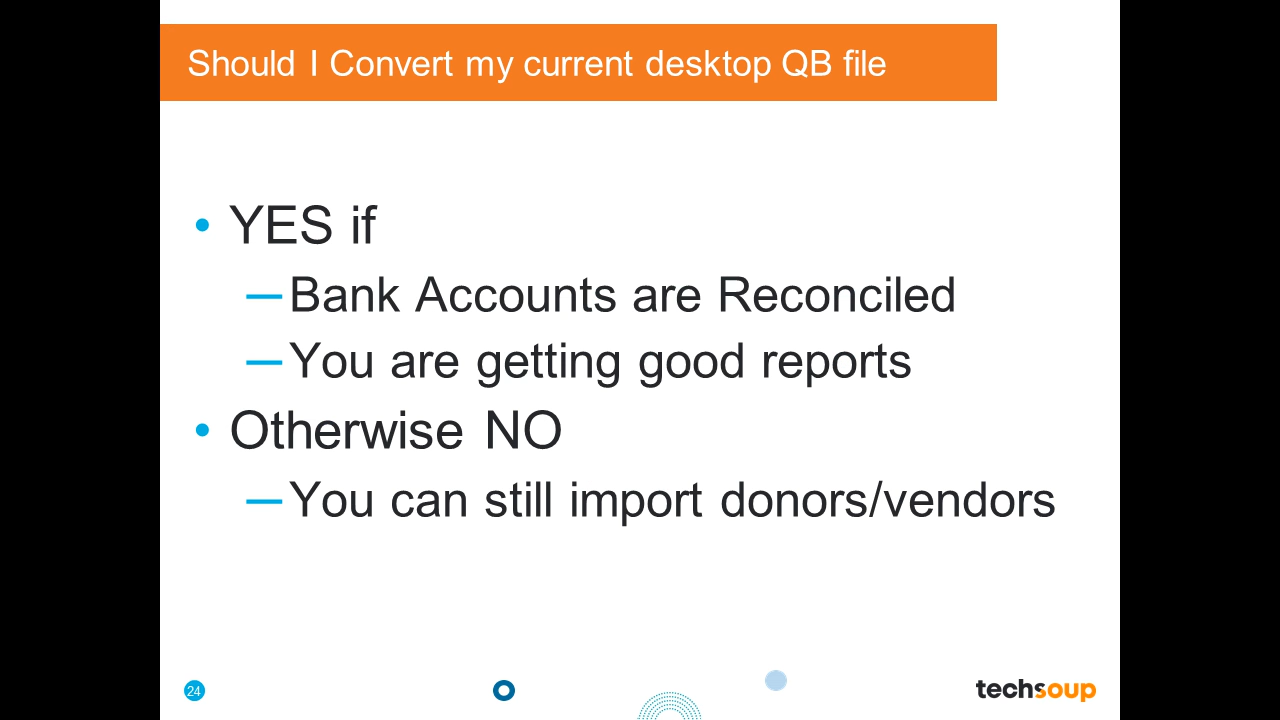 Should I Convert my current desktop QB file
• YES if
— Bank Accounts are Reconciled
— You are getting good reports
• Otherwise NO
— You can still import donors/vendors
24
techsoup